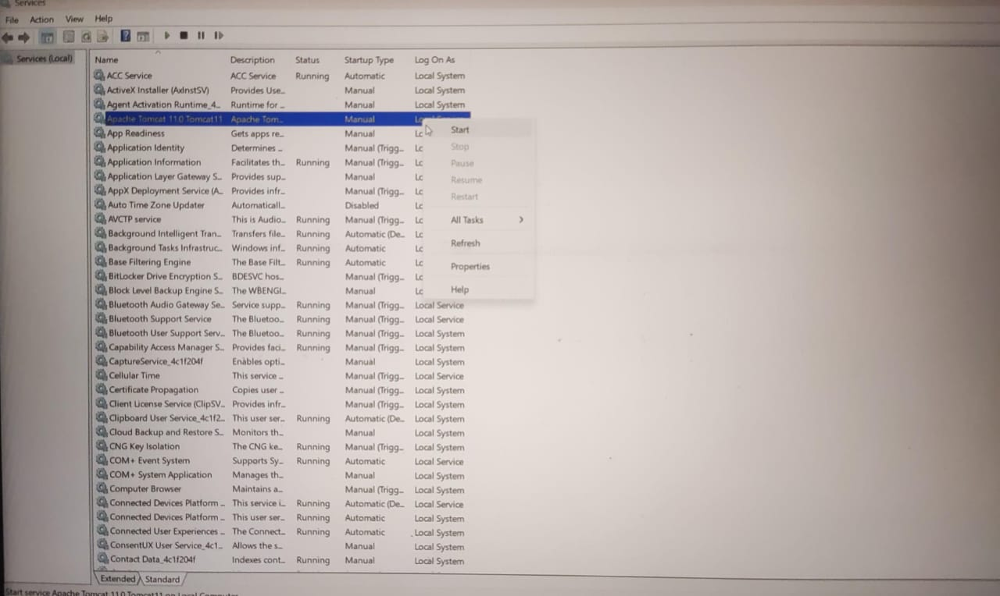 Services
File Action View Help
Services (Local)
Name Description Status Startup Type Log On As
ACC Service ACC Service Running Automatic Local System
ActiveX Installer (AxInstSV) Provides Use... Manual Local System
Agent Activation Runtime_4... Runtime for ... Manual Local System
Apache Tomcat 11.0 Tomcat11 Apache Tom... Manual
App Readiness Gets apps re... Manual Lc
Application Identity Determines ... Manual (Trigg... Lc
Application Information Facilitates th... Running Manual (Trigg... Lc
Application Layer Gateway S... Provides sup... Manual Lc
AppX Deployment Service (A... Provides infr... Manual (Trigg... Lc
Auto Time Zone Updater Automaticall... Disabled Lc
AVCTP service This is Audio... Running Manual (Trigg... Lc
Background Intelligent Tran... Transfers file... Running Automatic (De... Lc
Background Tasks Infrastruc... Windows inf... Running Automatic Lc
Base Filtering Engine The Base Filt... Running Automatic Lc
BitLocker Drive Encryption S... BDESVC hos... Manual (Trigg... Lc
Block Level Backup Engine S... The WBENGI... Manual Lc
Bluetooth Audio Gateway Se... Service supp... Running Manual (Trigg... Local Service
Bluetooth Support Service The Bluetoo... Running Manual (Trigg... Local Service
Bluetooth User Support Serv... The Bluetoo... Running Manual (Trigg... Local System
Capability Access Manager S... Provides faci... Running Manual (Trigg... Local System
CaptureService_4c1f204f Enables opti... Manual Local System
Cellular Time This service ... Manual (Trigg... Local Service
Certificate Propagation Copies user ... Manual (Trigg... Local System
Client License Service (ClipSV... Provides infr... Manual (Trigg... Local System
Clipboard User Service_4c1f2... This user ser... Running Automatic (De... Local System
Cloud Backup and Restore S... Monitors th... Manual Local System
CNG Key Isolation The CNG ke... Running Manual (Trigg... Local System
COM+ Event System Supports Sy... Running Automatic Local Service
COM+ System Application Manages th... Manual Local System
Computer Browser Maintains a... Manual (Trigg... Local System
Connected Devices Platform ... This service i... Running Automatic (De... Local Service
Connected Devices Platform ... This user ser... Running Automatic Local System
Connected User Experiences ... The Connect... Running Automatic Local System
ConsentUX User Service_4c1... Allows the s... Manual Local System
Contact Data_4c1f204f Indexes cont... Running Manual Local System
Start
Stop
Pause
Resume
Restart
All Tasks
Refresh
Properties
Help
Extended Standard
Start service Apache Tomcat 11.0 Tomcat11 on Local Computer